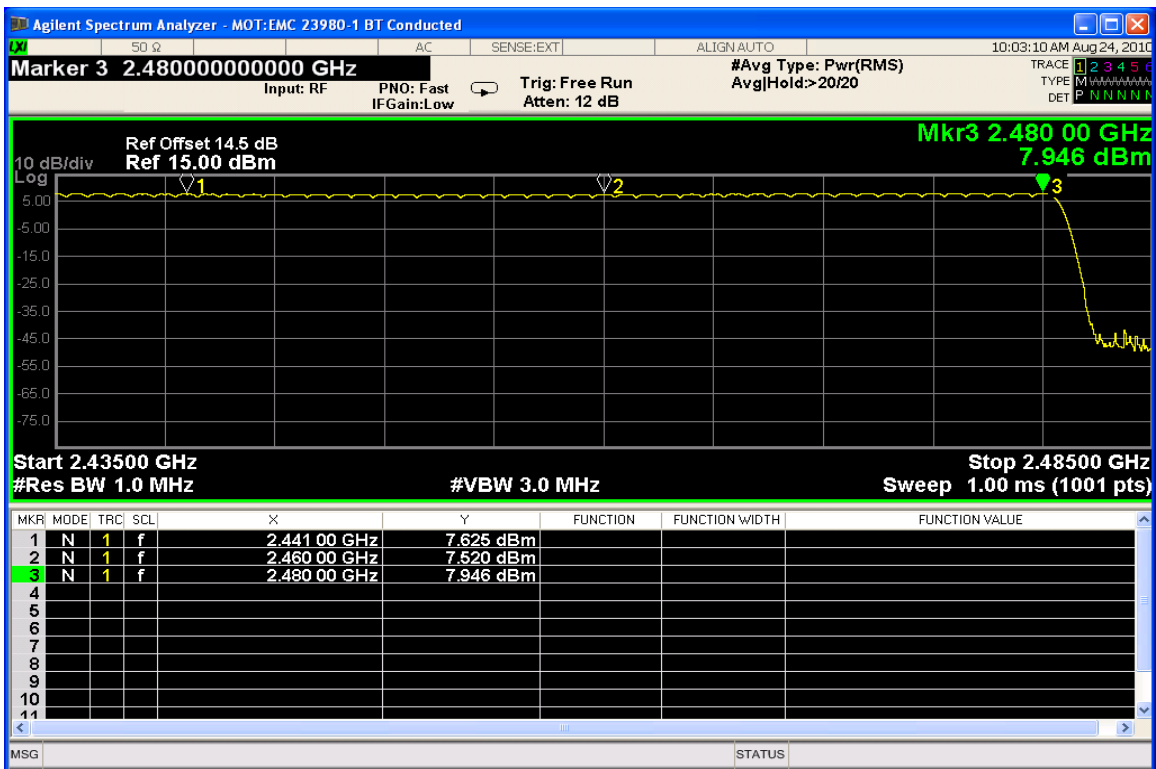 Agilent Spectrum Analyzer - MOT:EMC 23980-1 BT Conducted
LXI 50 Ω AC SENSE:EXT ALIGN AUTO 10:03:10 AM Aug 24, 2010
Marker 3 2.480000000000 GHz
Input: RF
PNO: Fast
IFGain:Low
Trig: Free Run
Atten: 12 dB
#Avg Type: Pwr(RMS)
Avg|Hold:>20/20
TRACE 1 2 3 4 5 6
TYPE M
DET P N N N N N
Mkr3 2.480 00 GHz
7.946 dBm
Ref Offset 14.5 dB
10 dB/div Ref 15.00 dBm
Log
1
2
3
5.00
-5.00
-15.0
-25.0
-35.0
-45.0
-55.0
-65.0
-75.0
Start 2.43500 GHz Stop 2.48500 GHz
#Res BW 1.0 MHz #VBW 3.0 MHz Sweep 1.00 ms (1001 pts)
MKR MODE TRC SCL X Y FUNCTION FUNCTION WIDTH FUNCTION VALUE
1 N 1 f 2.441 00 GHz 7.625 dBm
2 N 1 f 2.460 00 GHz 7.520 dBm
3 N 1 f 2.480 00 GHz 7.946 dBm
4
5
6
7
8
9
10
11
MSG STATUS